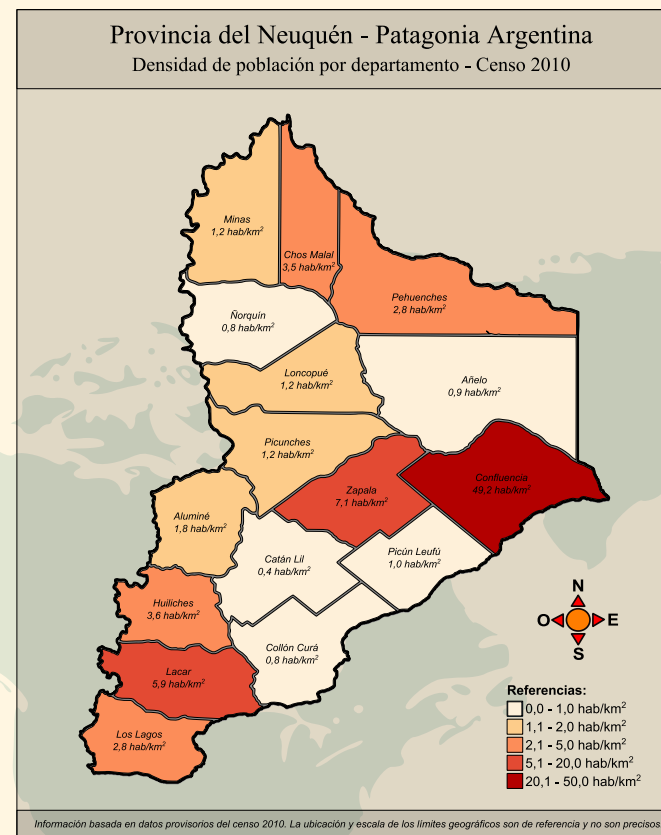 Provincia del Neuquén - Patagonia Argentina
Densidad de población por departamento - Censo 2010
Minas
1,2 hab/km²
Chos Malal
3,5 hab/km²
Pehuenches
2,8 hab/km²
Ñorquín
0,8 hab/km²
Loncopué
1,2 hab/km²
Añelo
0,9 hab/km²
Picunches
1,2 hab/km²
Zapala
7,1 hab/km²
Confluencia
49,2 hab/km²
Aluminé
1,8 hab/km²
Catán Lil
0,4 hab/km²
Picún Leufú
1,0 hab/km²
Huiliches
3,6 hab/km²
Collón Curá
0,8 hab/km²
Lacar
5,9 hab/km²
Los Lagos
2,8 hab/km²
N
O E
S
Referencias:
0,0 - 1,0 hab/km²
1,1 - 2,0 hab/km²
2,1 - 5,0 hab/km²
5,1 - 20,0 hab/km²
20,1 - 50,0 hab/km²
Información basada en datos provisorios del censo 2010. La ubicación y escala de los límites geográficos son de referencia y no son precisos